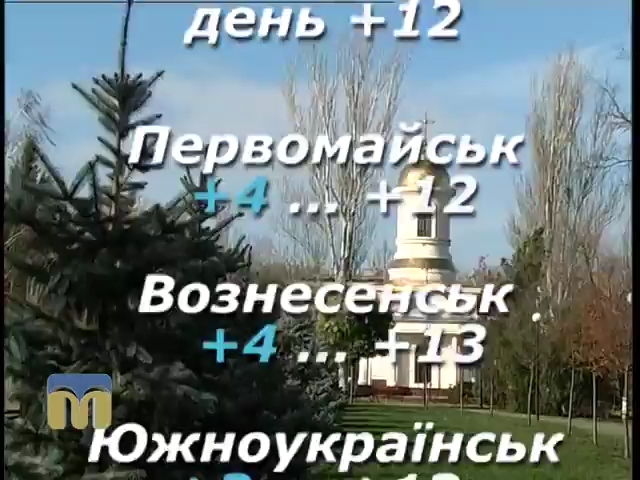 день +12
Первомайськ
+4 ... +12
Вознесенськ
+4 ... +13
Южноукраїнськ